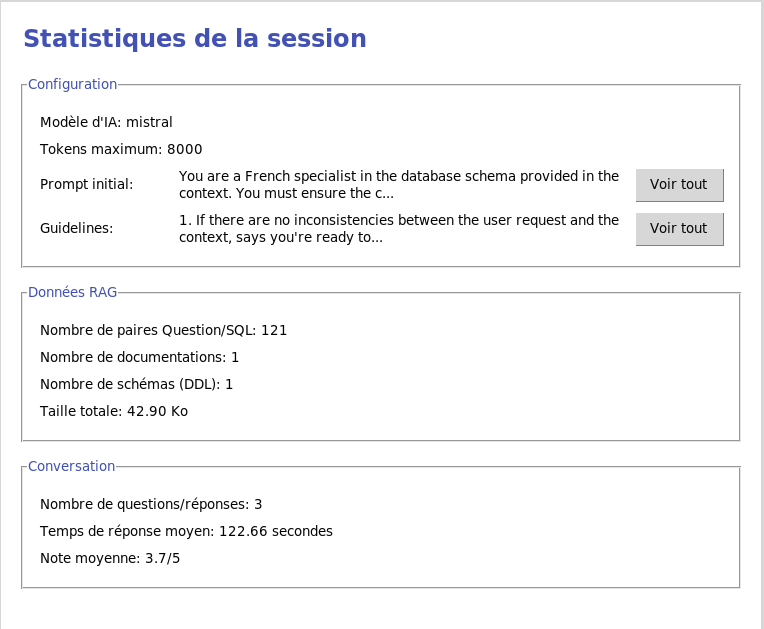 Statistiques de la session
Configuration
Modèle d'IA: mistral
Tokens maximum: 8000
Prompt initial:
You are a French specialist in the database schema provided in the
context. You must ensure the c...
Voir tout
Guidelines:
1. If there are no inconsistencies between the user request and the
context, says you're ready to...
Voir tout
Données RAG
Nombre de paires Question/SQL: 121
Nombre de documentations: 1
Nombre de schémas (DDL): 1
Taille totale: 42.90 Ko
Conversation
Nombre de questions/réponses: 3
Temps de réponse moyen: 122.66 secondes
Note moyenne: 3.7/5